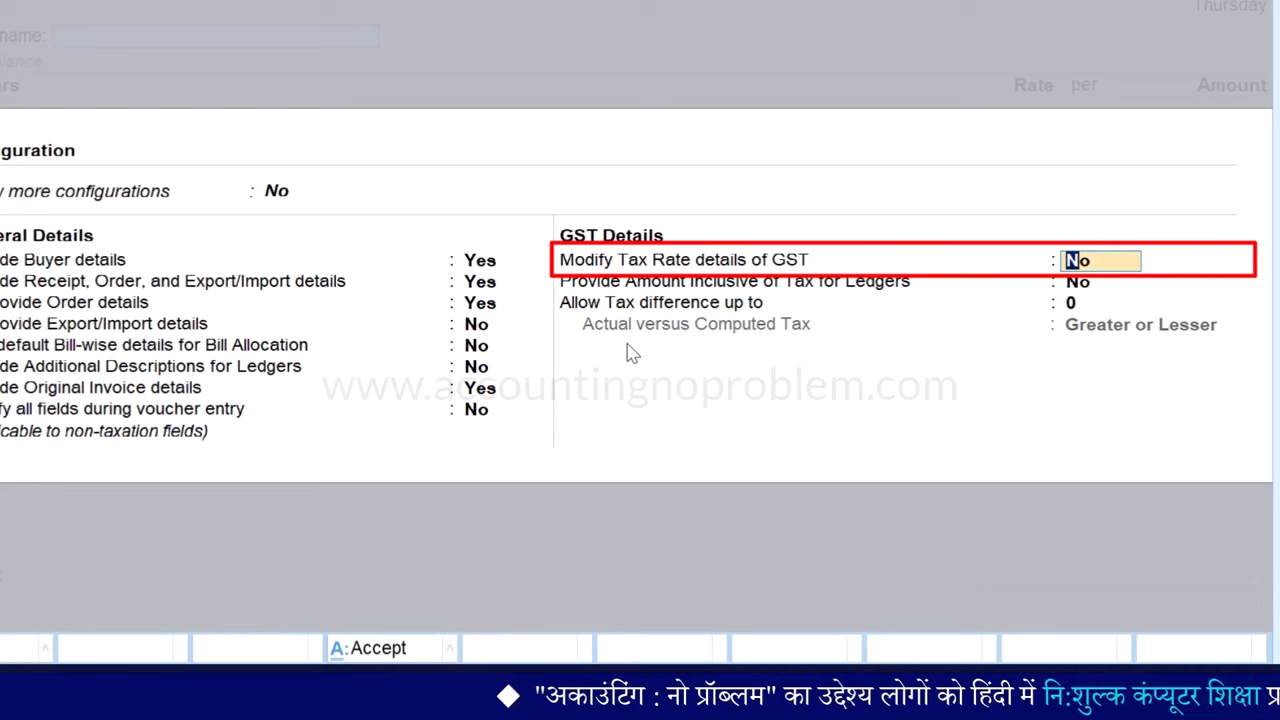 Thursday
name:
lance
rs
Rate per Amount
guration
y more configurations : No
eral Details
de Buyer details : Yes
de Receipt, Order, and Export/Import details : Yes
ovide Order details : Yes
ovide Export/Import details : No
default Bill-wise details for Bill Allocation : No
de Additional Descriptions for Ledgers : No
de Original Invoice details : Yes
fy all fields during voucher entry : No
cable to non-taxation fields)
GST Details
Modify Tax Rate details of GST : No
Provide Amount Inclusive of Tax for Ledgers : No
Allow Tax difference up to : 0
Actual versus Computed Tax : Greater or Lesser
www.accountingnoproblem.com
A: Accept
"अकाउंटिंग : नो प्रॉब्लम" का उद्देश्य लोगों को हिंदी में नि:शुल्क कंप्यूटर शिक्षा प्र